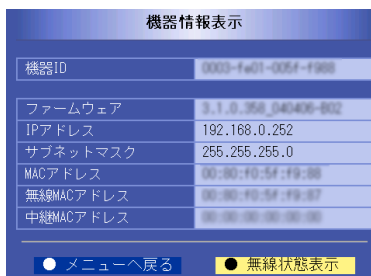 機器情報表示
機器ID
ファームウェア
IPアドレス 192.168.0.252
サブネットマスク 255.255.255.0
MACアドレス
無線MACアドレス
中継MACアドレス
● メニューへ戻る ● 無線状態表示